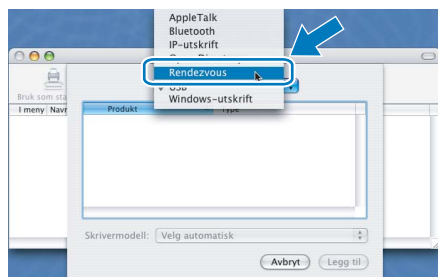 AppleTalk
Bluetooth
IP-utskrift
Rendezvous
USB
Windows-utskrift
Bruk som sta
I meny Navr
Produkt
Type
Skrivermodell: Velg automatisk
Avbryt Legg til